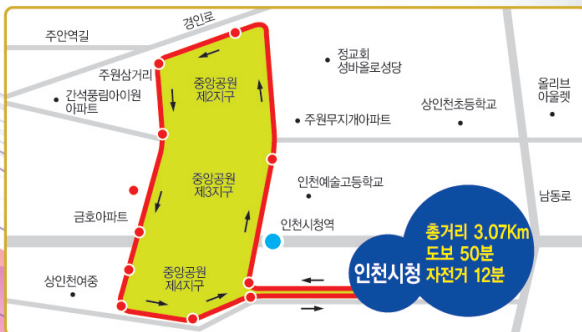 경인로
주안역길
정교회
성바올로성당
주원삼거리
중앙공원
제2지구
올리브
아울렛
간석풍림아이원
아파트
상인천초등학교
주원무지개아파트
중앙공원
제3지구
인천예술고등학교
남동로
금호아파트
인천시청역
총거리 3.07Km
도보 50분
자전거 12분
인천시청
중앙공원
제4지구
상인천여중